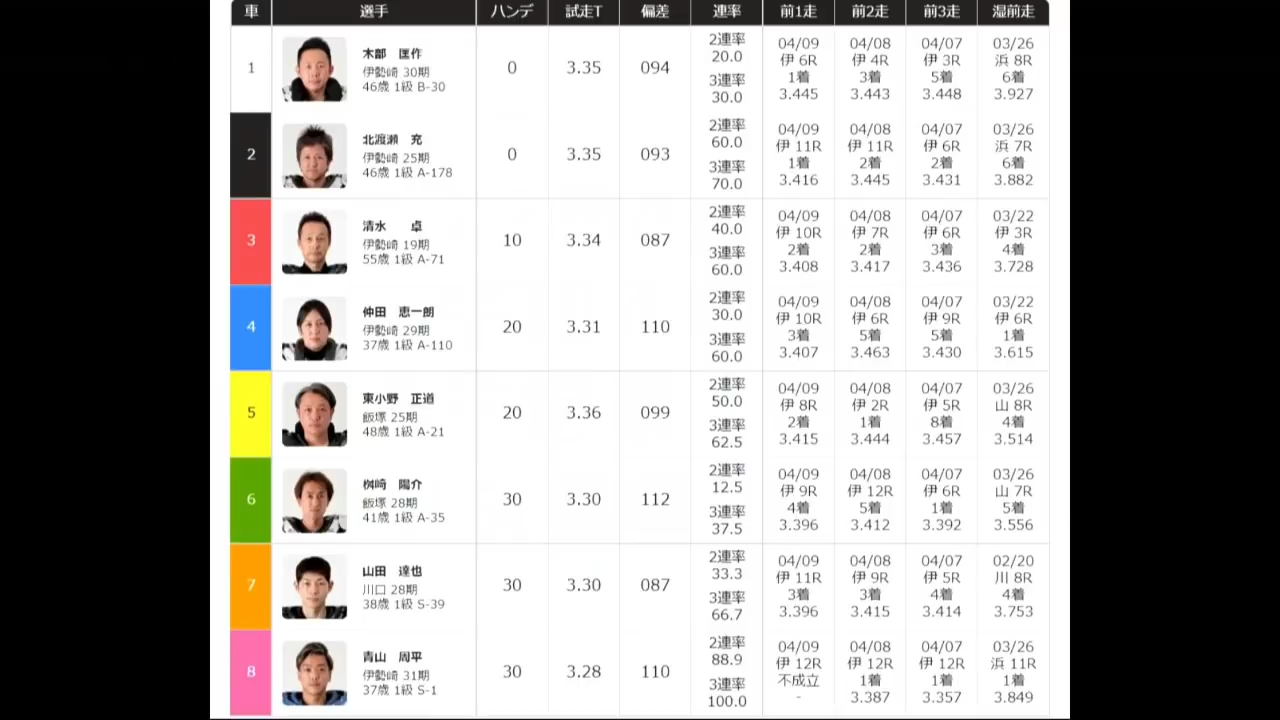 車 選手 ハンデ 試走T 偏差 連率 前1走 前2走 前3走 湿前走
1
木部 匡作
伊勢崎 30期
46歳 1級 B-30
0 3.35 094
2連率
20.0
3連率
30.0
04/09
伊 6R
1着
3.445
04/08
伊 4R
3着
3.443
04/07
伊 3R
5着
3.448
03/26
浜 8R
6着
3.927
2
北渡瀬 充
伊勢崎 25期
46歳 1級 A-178
0 3.35 093
2連率
60.0
3連率
70.0
04/09
伊 11R
1着
3.416
04/08
伊 11R
2着
3.445
04/07
伊 6R
2着
3.431
03/26
浜 7R
6着
3.882
3
清水 卓
伊勢崎 19期
55歳 1級 A-71
10 3.34 087
2連率
40.0
3連率
60.0
04/09
伊 10R
2着
3.408
04/08
伊 7R
2着
3.417
04/07
伊 6R
3着
3.436
03/22
伊 3R
4着
3.728
4
仲田 恵一朗
伊勢崎 29期
37歳 1級 A-110
20 3.31 110
2連率
30.0
3連率
60.0
04/09
伊 10R
3着
3.407
04/08
伊 6R
5着
3.463
04/07
伊 9R
5着
3.430
03/22
伊 6R
1着
3.615
5
東小野 正道
飯塚 25期
48歳 1級 A-21
20 3.36 099
2連率
50.0
3連率
62.5
04/09
伊 8R
2着
3.415
04/08
伊 2R
1着
3.444
04/07
伊 5R
8着
3.457
03/26
山 8R
4着
3.514
6
桝崎 陽介
飯塚 28期
41歳 1級 A-35
30 3.30 112
2連率
12.5
3連率
37.5
04/09
伊 9R
4着
3.396
04/08
伊 12R
5着
3.412
04/07
伊 6R
1着
3.392
03/26
山 7R
5着
3.556
7
山田 達也
川口 28期
38歳 1級 S-39
30 3.30 087
2連率
33.3
3連率
66.7
04/09
伊 11R
3着
3.396
04/08
伊 9R
3着
3.415
04/07
伊 5R
4着
3.414
02/20
川 8R
4着
3.753
8
青山 周平
伊勢崎 31期
37歳 1級 S-1
30 3.28 110
2連率
88.9
3連率
100.0
04/09
伊 12R
不成立
-
04/08
伊 12R
1着
3.387
04/07
伊 12R
1着
3.357
03/26
浜 11R
1着
3.849